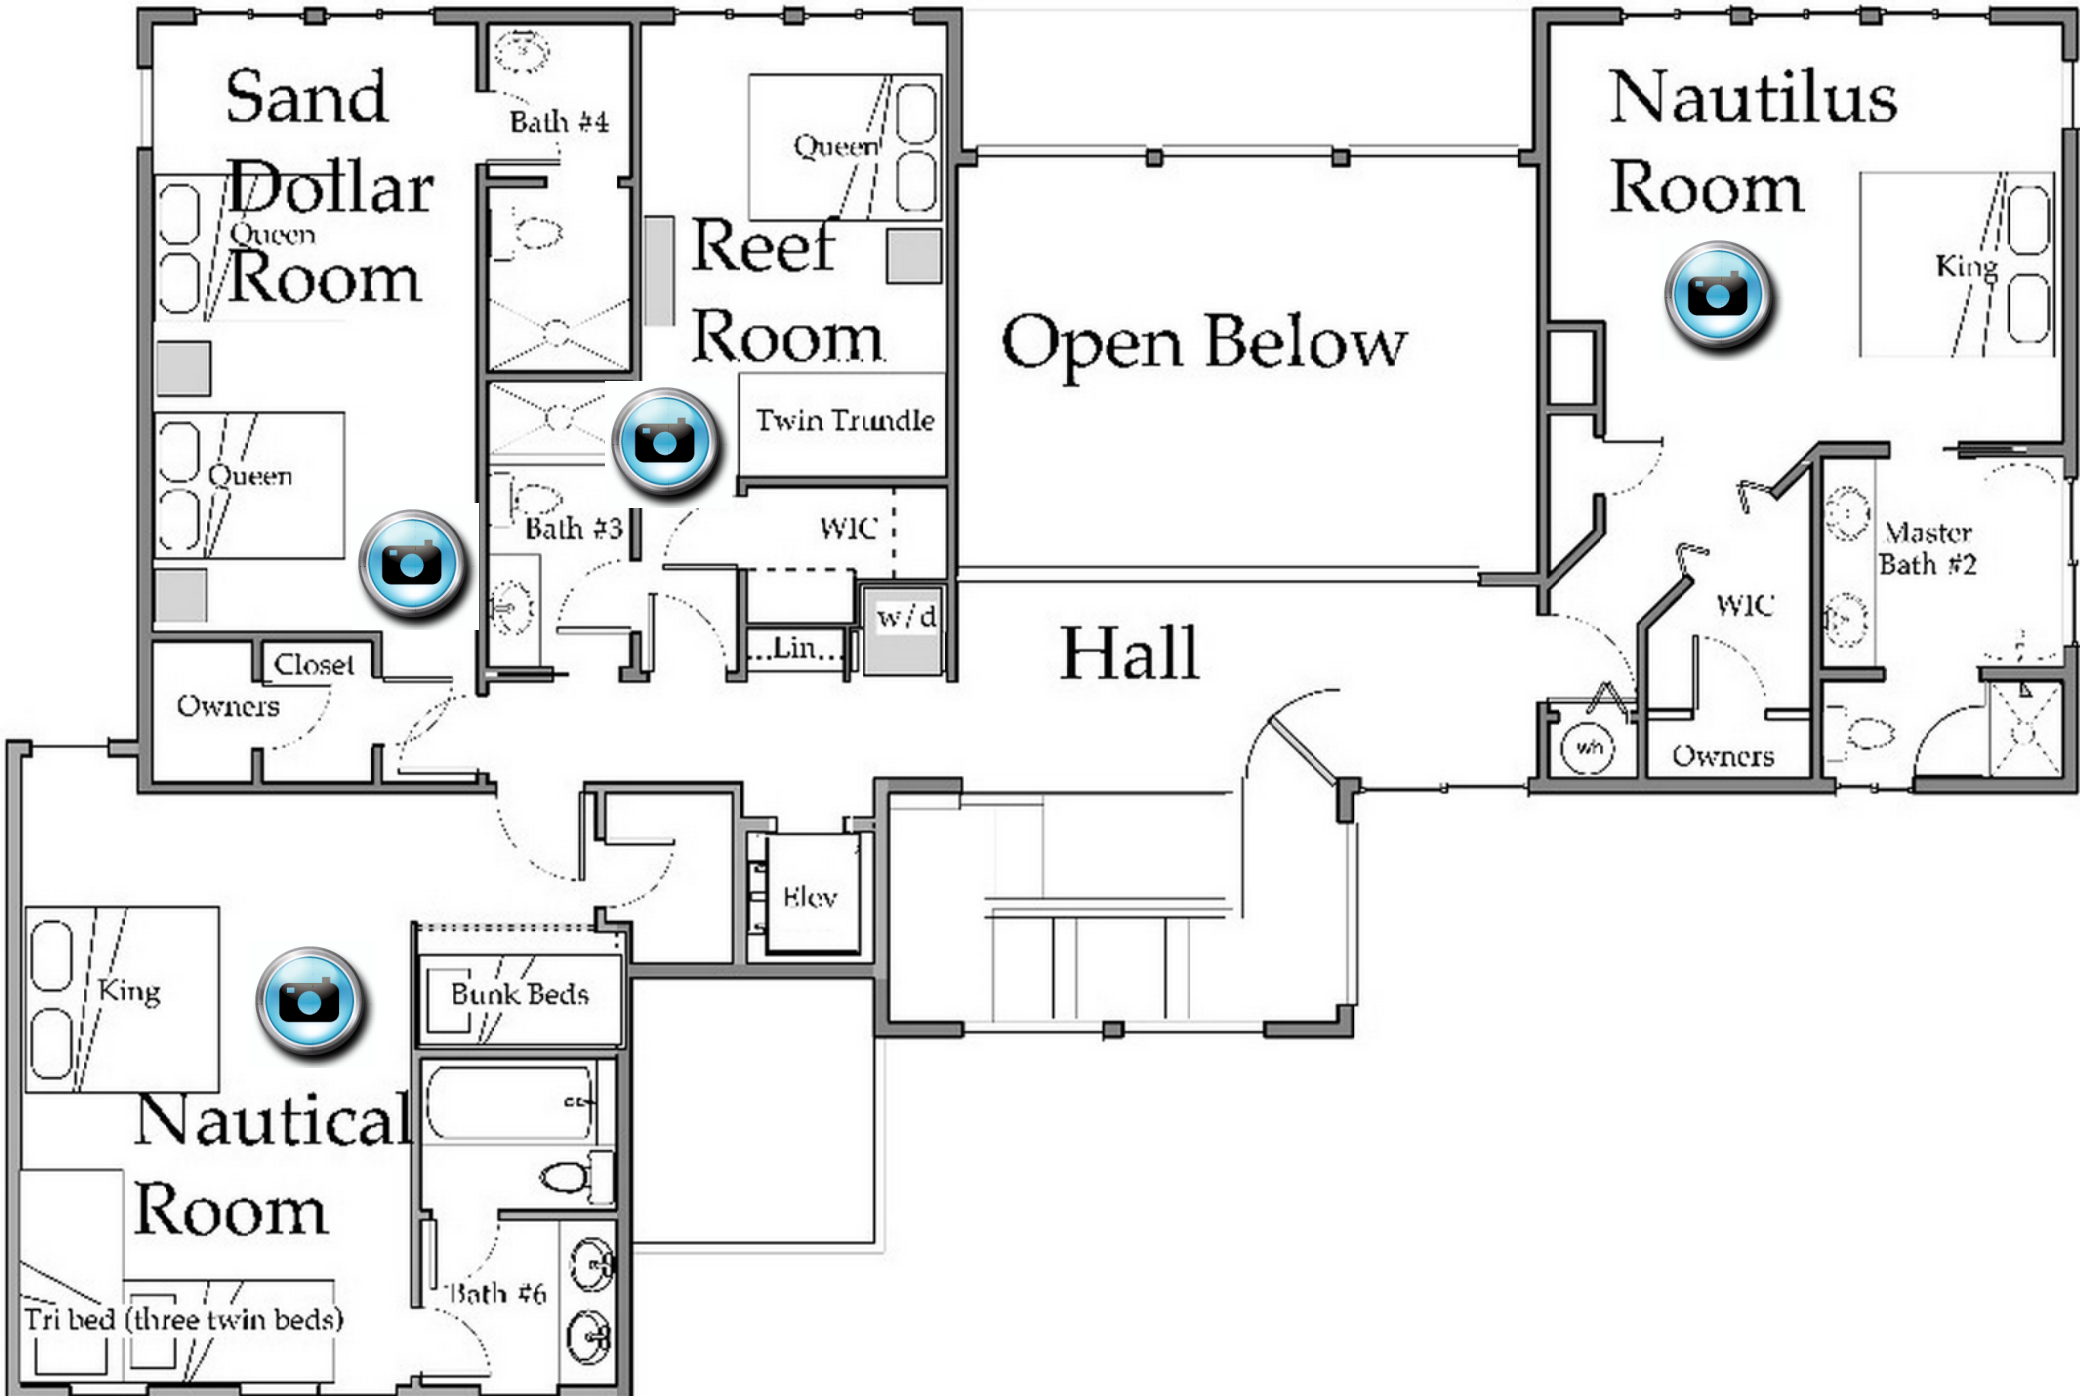 Sand
Dollar
Room
Queen
Queen
Bath #4
Queen
Reef
Room
Twin Trundle
Bath #3
WIC
w/d
Lin
Closet
Owners
Open Below
Hall
Nautilus
Room
King
Master
Bath #2
WIC
Owners
wh
Elev
King
Bunk Beds
Nautical
Room
Tri bed (three twin beds)
Bath #6